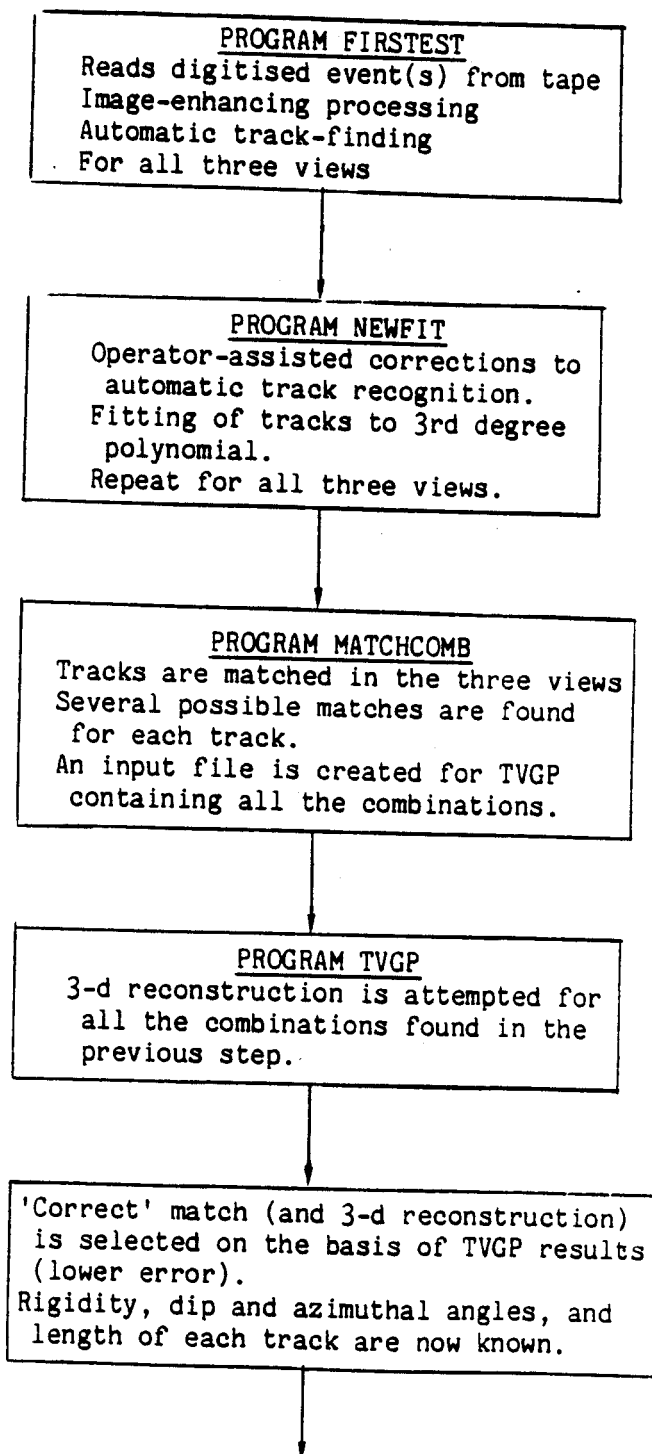 PROGRAM FIRSTEST
Reads digitised event(s) from tape
Image-enhancing processing
Automatic track-finding
For all three views
PROGRAM NEWFIT
Operator-assisted corrections to
automatic track recognition.
Fitting of tracks to 3rd degree
polynomial.
Repeat for all three views.
PROGRAM MATCHCOMB
Tracks are matched in the three views
Several possible matches are found
for each track.
An input file is created for TVGP
containing all the combinations.
PROGRAM TVGP
3-d reconstruction is attempted for
all the combinations found in the
previous step.
'Correct' match (and 3-d reconstruction)
is selected on the basis of TVGP results
(lower error).
Rigidity, dip and azimuthal angles, and
length of each track are now known.